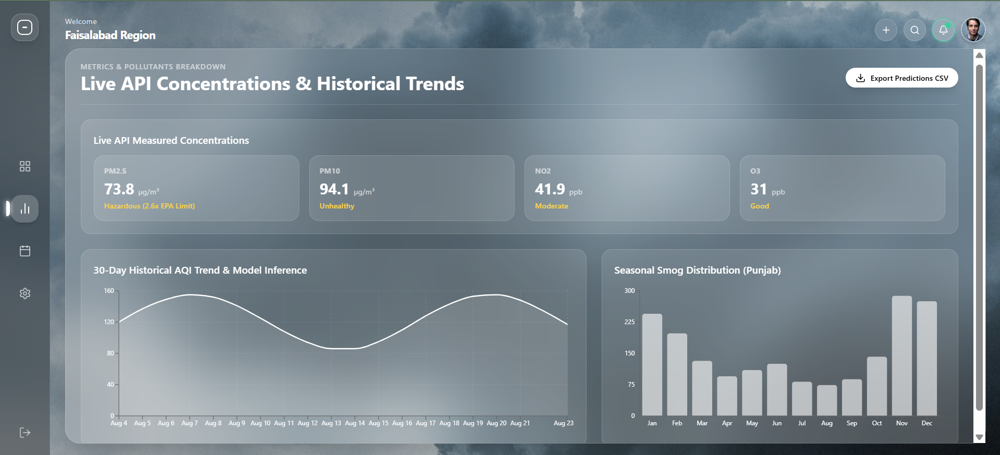 Welcome
Faisalabad Region
METRICS & POLLUTANTS BREAKDOWN
Live API Concentrations & Historical Trends
Export Predictions CSV
Live API Measured Concentrations
PM2.5
73.8 µg/m³
Hazardous (2.6x EPA Limit)
PM10
94.1 µg/m³
Unhealthy
NO2
41.9 ppb
Moderate
O3
31 ppb
Good
30-Day Historical AQI Trend & Model Inference
160
120
80
40
0
Aug 4 Aug 5 Aug 6 Aug 7 Aug 8 Aug 9 Aug 10 Aug 11 Aug 12 Aug 13 Aug 14 Aug 15 Aug 16 Aug 17 Aug 18 Aug 19 Aug 20 Aug 21 Aug 23
Seasonal Smog Distribution (Punjab)
300
225
150
75
0
Jan Feb Mar Apr May Jun Jul Aug Sep Oct Nov Dec